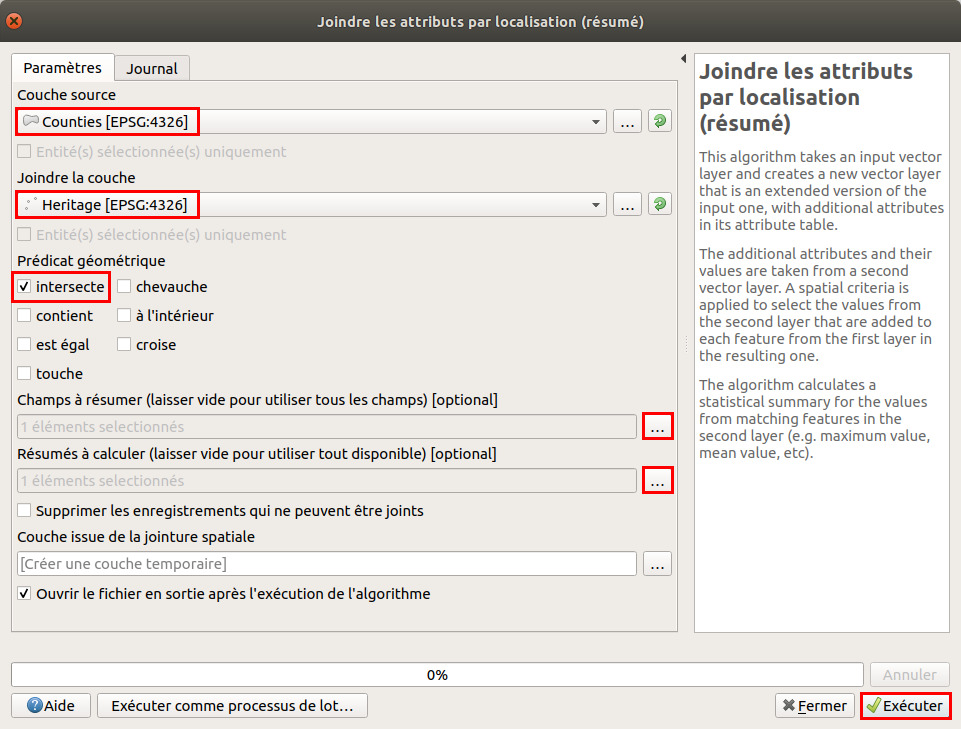 Joindre les attributs par localisation (résumé)
Paramètres
Journal
Couche source
Counties [EPSG:4326]
...
Entité(s) sélectionnée(s) uniquement
Joindre la couche
Heritage [EPSG:4326]
...
Entité(s) sélectionnée(s) uniquement
Prédicat géométrique
intersecte
chevauche
contient
à l'intérieur
est égal
croise
touche
Champs à résumer (laisser vide pour utiliser tous les champs) [optional]
1 éléments selectionnés
...
Résumés à calculer (laisser vide pour utiliser tout disponible) [optional]
1 éléments selectionnés
...
Supprimer les enregistrements qui ne peuvent être joints
Couche issue de la jointure spatiale
[Créer une couche temporaire]
...
Ouvrir le fichier en sortie après l'exécution de l'algorithme
Joindre les attributs
par localisation
(résumé)
This algorithm takes an input vector
layer and creates a new vector layer
that is an extended version of the
input one, with additional attributes
in its attribute table.
The additional attributes and their
values are taken from a second
vector layer. A spatial criteria is
applied to select the values from
the second layer that are added to
each feature from the first layer in
the resulting one.
The algorithm calculates a
statistical summary for the values
from matching features in the
second layer (e.g. maximum value,
mean value, etc).
0%
Annuler
Aide
Exécuter comme processus de lot…
Fermer
Exécuter